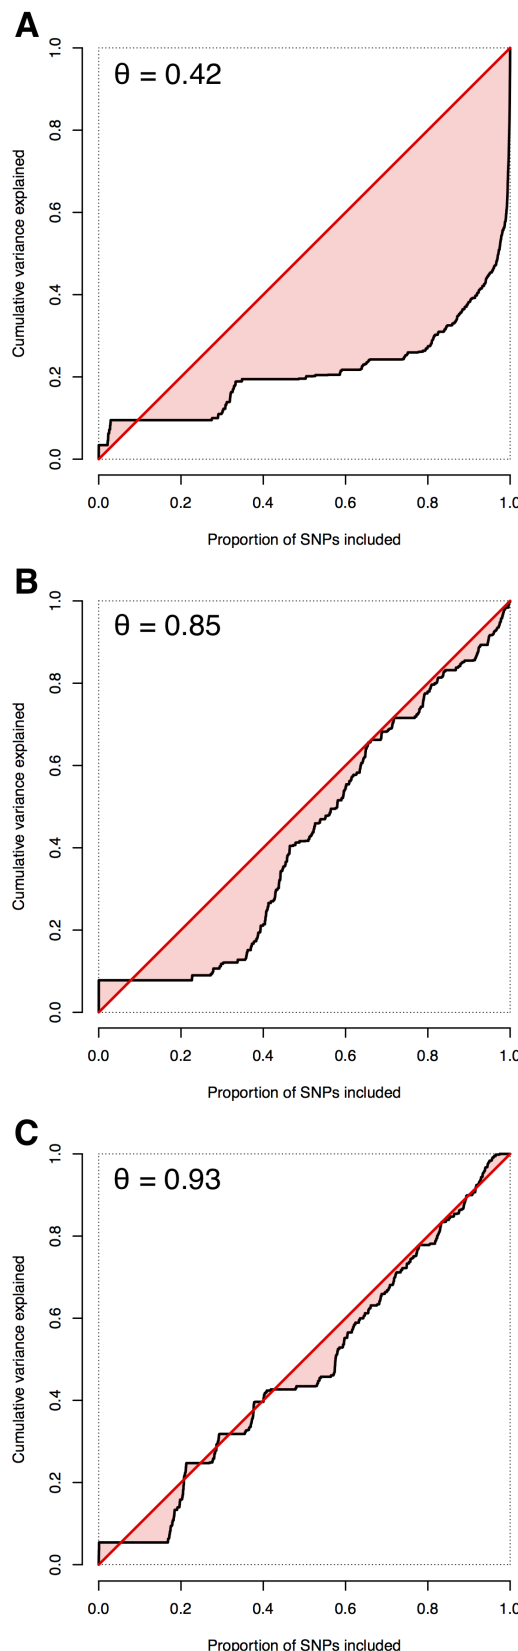 A
θ = 0.42
Cumulative variance explained
1.0
0.8
0.6
0.4
0.2
0.0
0.0 0.2 0.4 0.6 0.8 1.0
Proportion of SNPs included
B
θ = 0.85
Cumulative variance explained
1.0
0.8
0.6
0.4
0.2
0.0
0.0 0.2 0.4 0.6 0.8 1.0
Proportion of SNPs included
C
θ = 0.93
Cumulative variance explained
1.0
0.8
0.6
0.4
0.2
0.0
0.0 0.2 0.4 0.6 0.8 1.0
Proportion of SNPs included